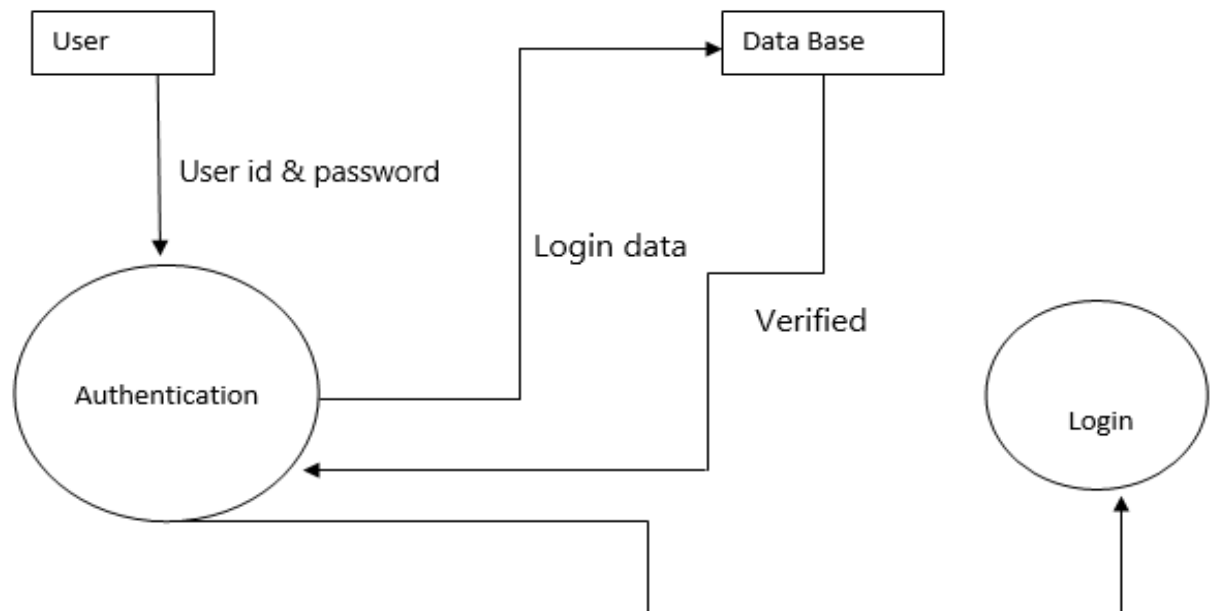 User
Data Base
User id & password
Login data
Verified
Authentication
Login